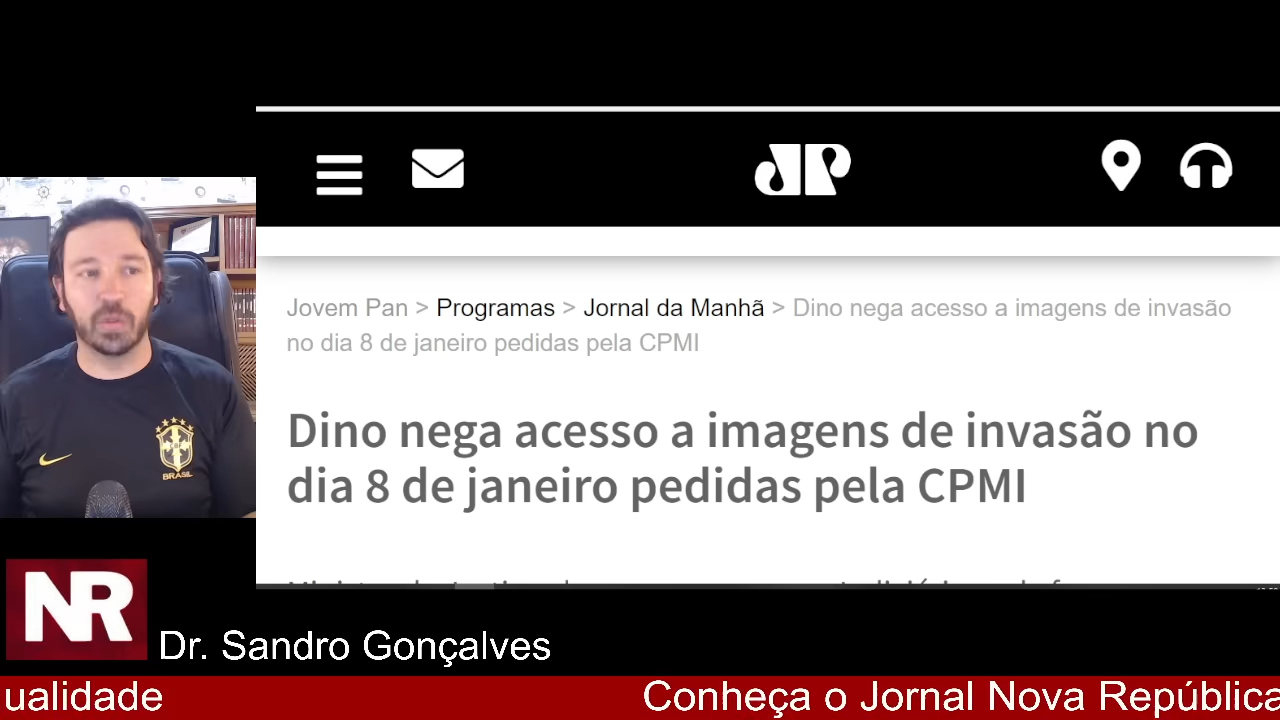 JP
Jovem Pan > Programas > Jornal da Manhã > Dino nega acesso a imagens de invasão
no dia 8 de janeiro pedidas pela CPMI
Dino nega acesso a imagens de invasão no
dia 8 de janeiro pedidas pela CPMI
BRASIL
NR
Dr. Sandro Gonçalves
ualidade
Conheça o Jornal Nova República